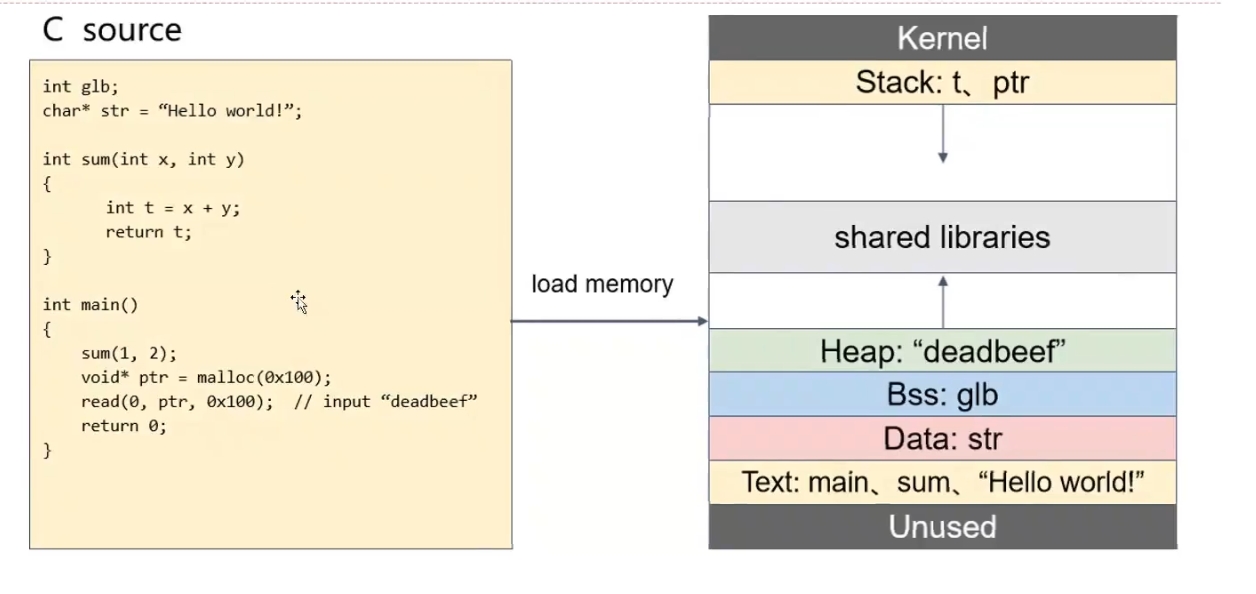 C source
int glb;
char* str = “Hello world!”;
int sum(int x, int y)
{
int t = x + y;
return t;
}
int main()
{
sum(1, 2);
void* ptr = malloc(0x100);
read(0, ptr, 0x100);  // input “deadbeef”
return 0;
}
load memory
Kernel
Stack: t、ptr
shared libraries
Heap: “deadbeef”
Bss: glb
Data: str
Text: main、sum、“Hello world!”
Unused